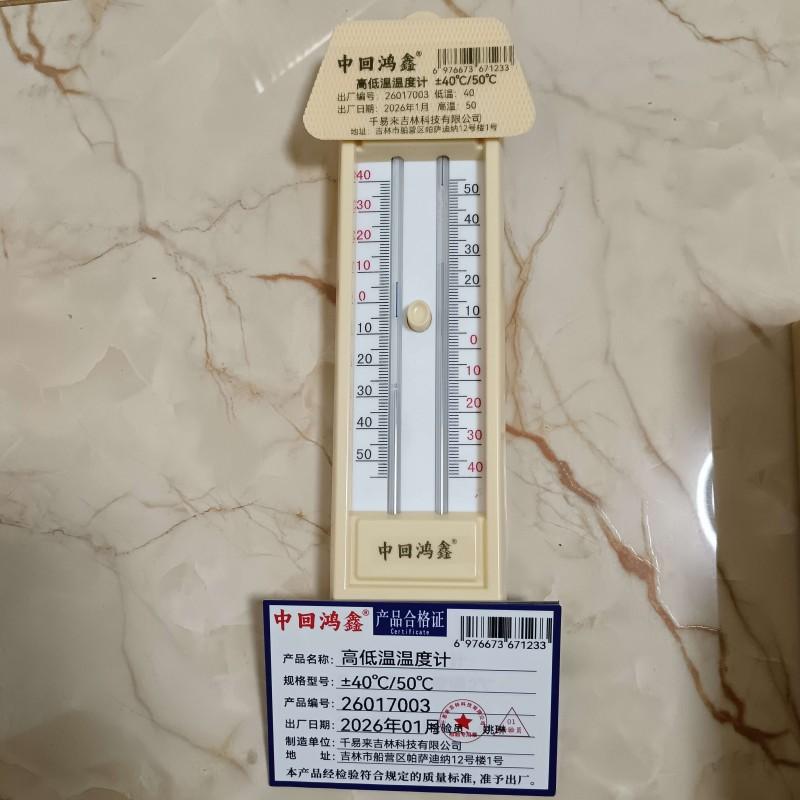 中回鸿鑫®
6 976673 671233
高低温温度计 ±40℃/50℃
出厂编号：26017003 低温：40
出厂日期：2026年1月 高温：50
千易来吉林科技有限公司
地址：吉林市船营区帕萨迪纳12号楼1号
40
30
20
10
0
10
20
30
40
50
50
40
30
20
10
0
10
20
30
40
中回鸿鑫®
中回鸿鑫® 产品合格证
Certificate
6 976673 671233
产品名称：高低温温度计
规格型号：±40℃/50℃
产品编号：26017003
出厂日期：2026年01月 检验员 姚琳
01
制造单位：千易来吉林科技有限公司
地 址：吉林市船营区帕萨迪纳12号楼1号
本产品经检验符合规定的质量标准,准予出厂。